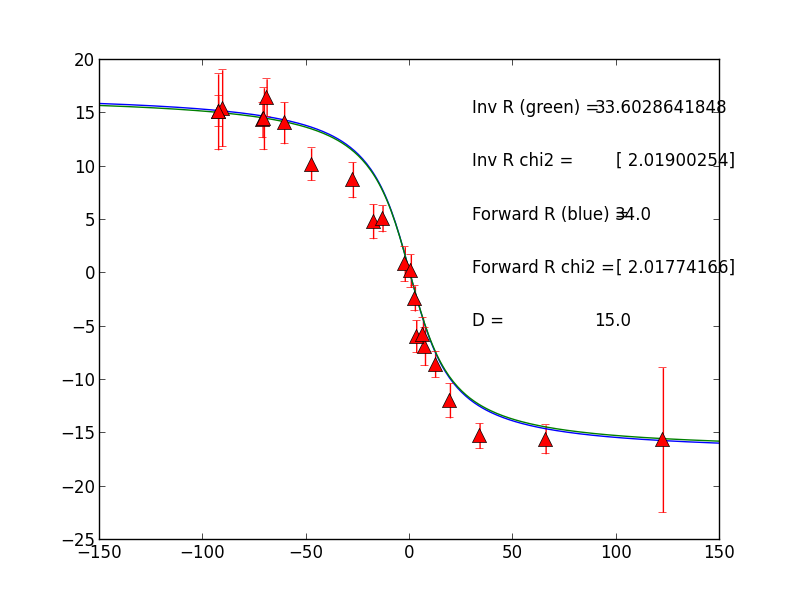 20
15
10
5
0
−5
−10
−15
−20
−25
Inv R (green) =33.6028641848
Inv R chi2 = [ 2.01900254]
Forward R (blue) =34.0
Forward R chi2 =[ 2.01774166]
D = 15.0
−150 −100 −50 0 50 100 150